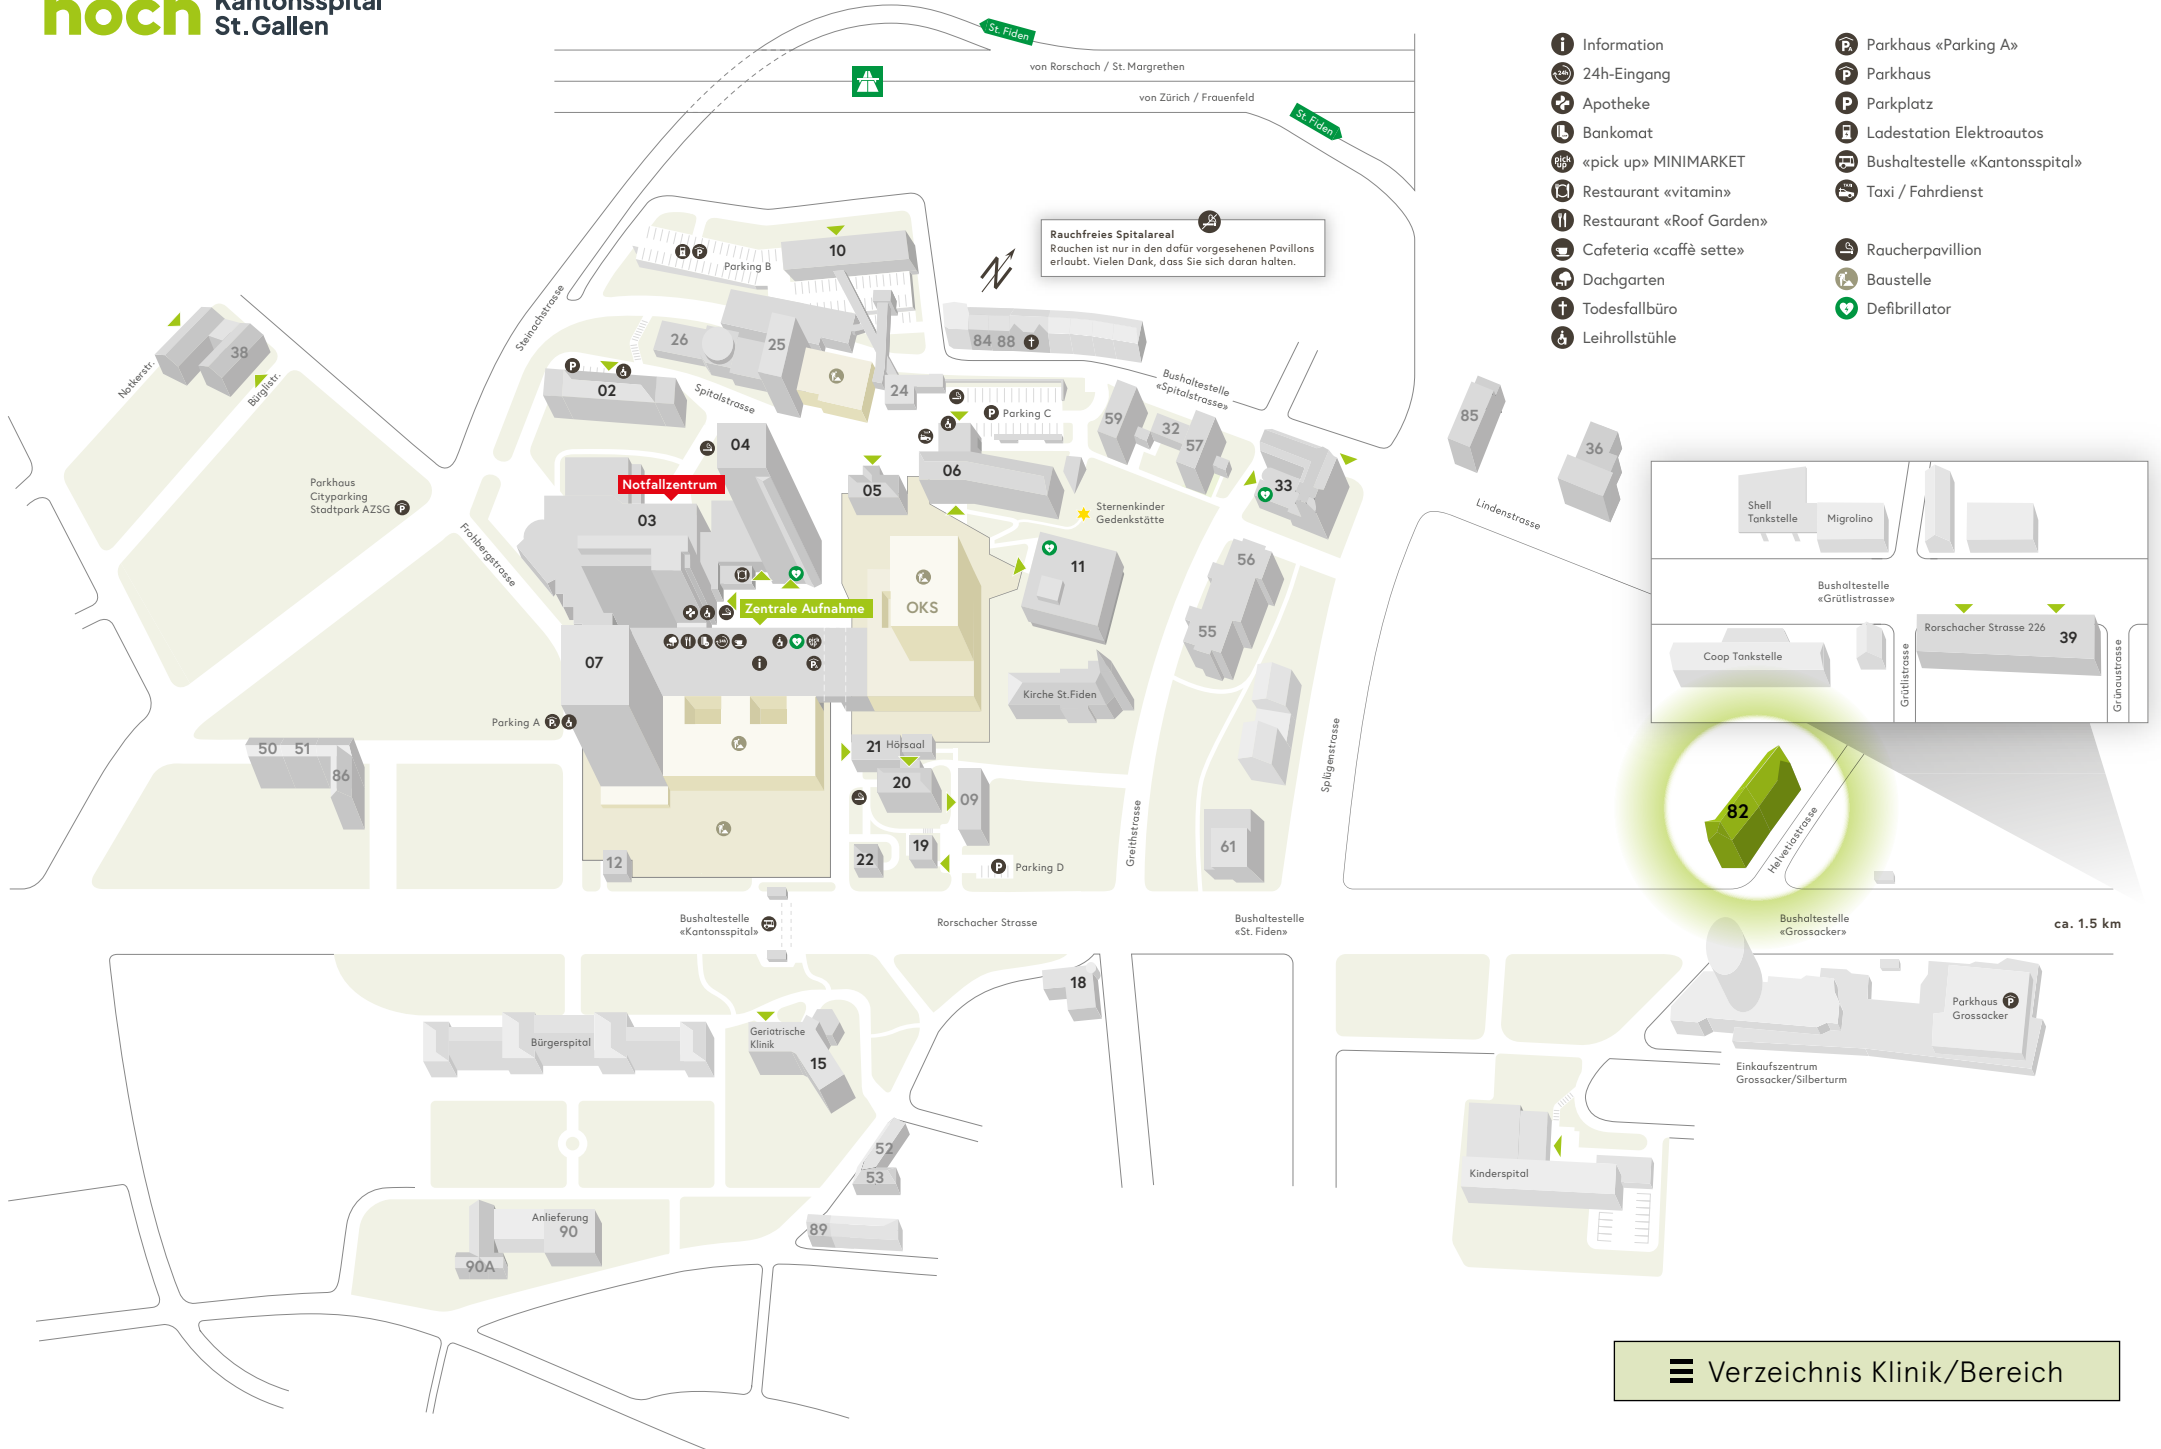 noch Kantonsspital
St.Gallen
St. Fiden
von Rorschach / St. Margrethen
von Zürich / Frauenfeld
St. Fiden
Information
24h-Eingang
Apotheke
Bankomat
«pick up» MINIMARKET
Restaurant «vitamin»
Restaurant «Roof Garden»
Cafeteria «caffè sette»
Dachgarten
Todesfallbüro
Leihrollstühle
Parkhaus «Parking A»
Parkhaus
Parkplatz
Ladestation Elektroautos
Bushaltestelle «Kantonsspital»
Taxi / Fahrdienst
Raucherpavillion
Baustelle
Defibrillator
Rauchfreies Spitalareal
Rauchen ist nur in den dafür vorgesehenen Pavillons
erlaubt. Vielen Dank, dass Sie sich daran halten.
N
Parking B
10
Steinachstrasse
26
25
84 88
38
Notkerstr.
Bürglistr.
02
Spitalstrasse
24
Bushaltestelle
«Spitalstrasse»
Parking C
59
32
57
85
36
04
06
05
33
Parkhaus
Cityparking
Stadtpark AZSG
Notfallzentrum
03
Frohbergstrasse
Sternenkinder
Gedenkstätte
Lindenstrasse
Shell
Tankstelle
Migrolino
11
56
55
Bushaltestelle
«Grütlistrasse»
Rorschacher Strasse 226
39
Coop Tankstelle
Grütlistrasse
Grünaustrasse
Zentrale Aufnahme
OKS
07
Kirche St.Fiden
Parking A
50 51
86
21 Hörsaal
20
09
Splügenstrasse
82
Helvetiastrasse
12
22
19
Parking D
Greithstrasse
61
Bushaltestelle
«Kantonsspital»
Rorschacher Strasse
Bushaltestelle
«St. Fiden»
Bushaltestelle
«Grossacker»
ca. 1.5 km
18
Parkhaus
Grossacker
Bürgerspital
Geriatrische
Klinik
15
Einkaufszentrum
Grossacker/Silberturm
52
53
Kinderspital
Anlieferung
90
90A
89
Verzeichnis Klinik/Bereich